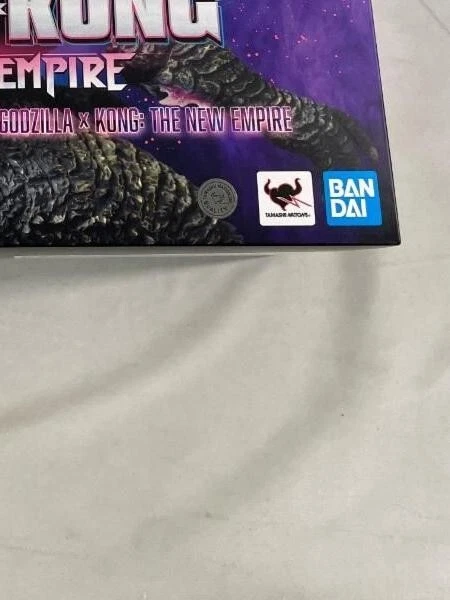 KONG
EMPIRE
GODZILLA x KONG: THE NEW EMPIRE
TAMASHII NATIONS
BAN
DAI